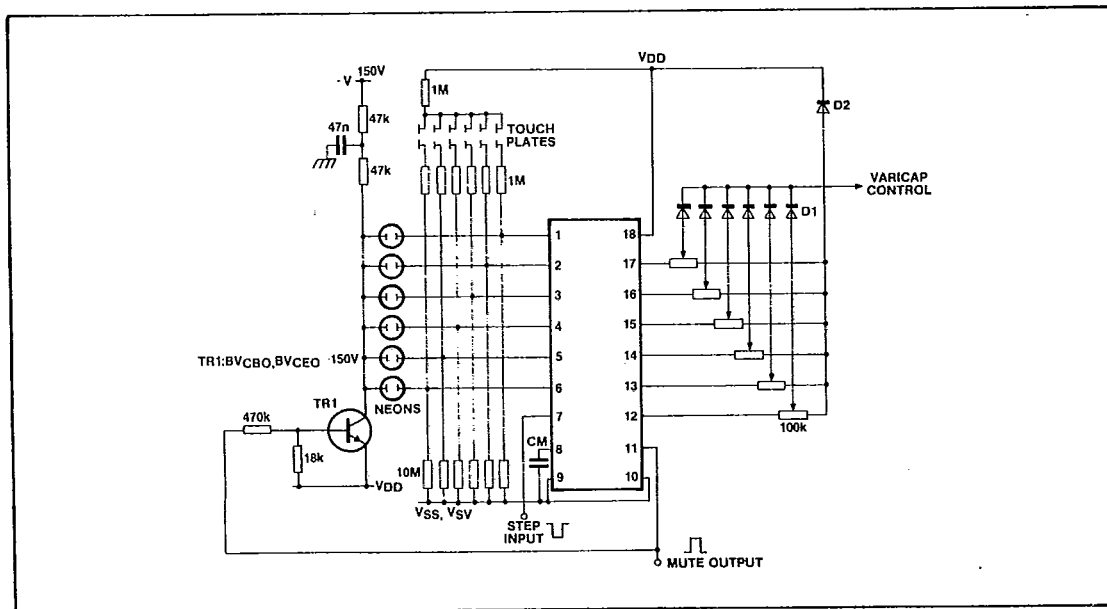 VDD
150V
- V
1M
D2
47k
47n
TOUCH
PLATES
47k
1M
VARICAP
CONTROL
D1
1
18
2
17
3
16
4
15
TR1:BVCBO,BVCEO -150V
5
14
6
13
NEONS
TR1
7
12
100k
470k
CM
8
11
18k
10M
9
10
VDD
VSS, VSV
STEP
INPUT
MUTE OUTPUT